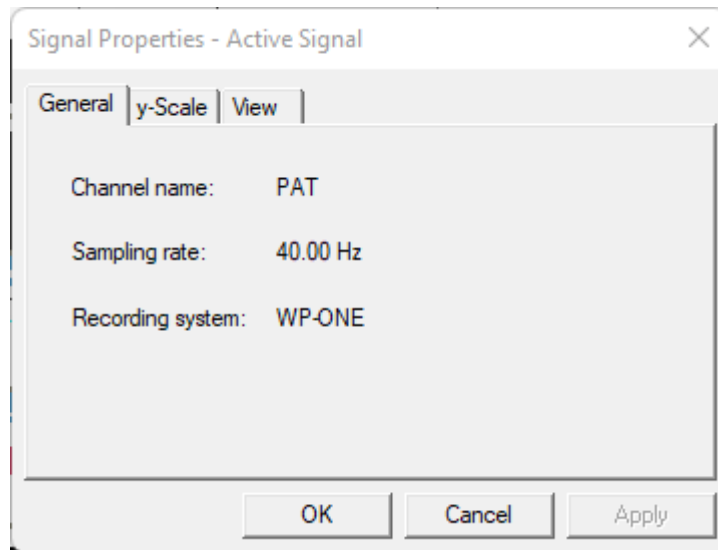 Signal Properties - Active Signal
General y-Scale View
Channel name: PAT
Sampling rate: 40.00 Hz
Recording system: WP-ONE
OK Cancel Apply